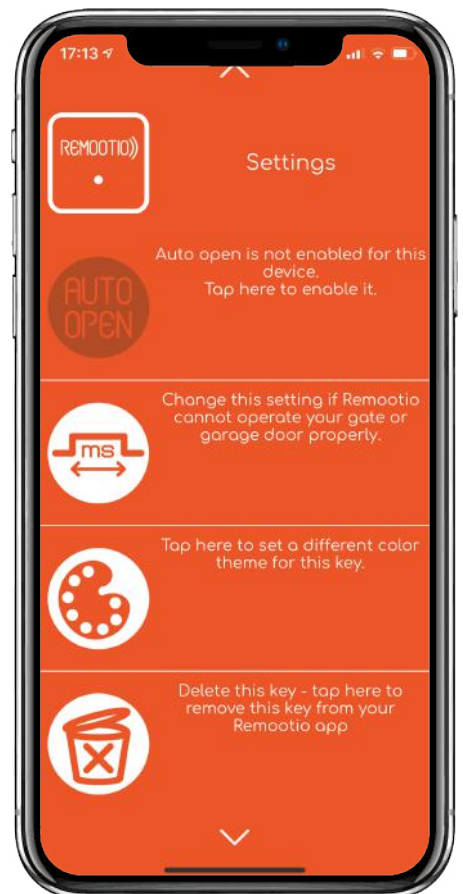 17:13
REMOOTIO
Settings
Auto open is not enabled for this
device.
Tap here to enable it.
AUTO
OPEN
Change this setting if Remootio
cannot operate your gate or
garage door properly.
ms
Tap here to set a different color
theme for this key.
Delete this key - tap here to
remove this key from your
Remootio app